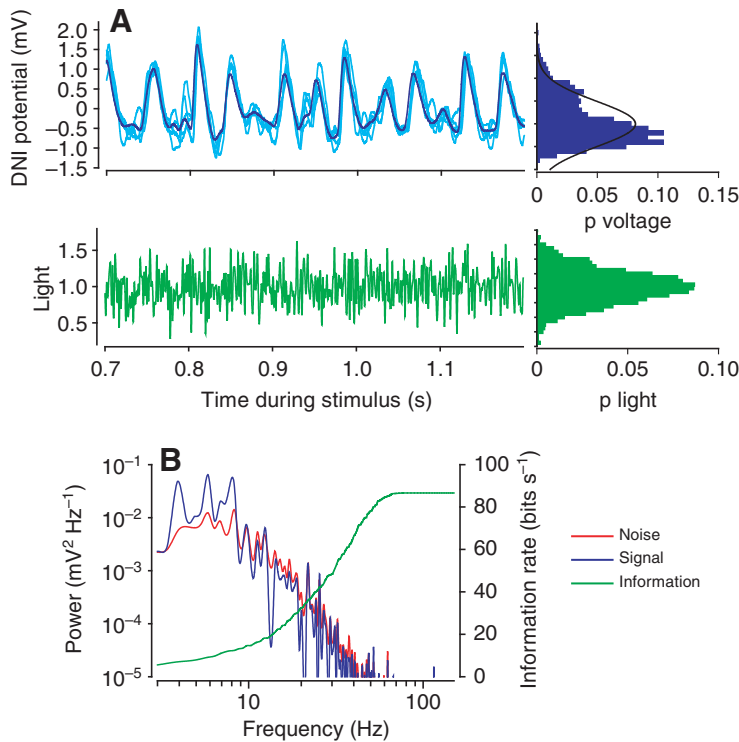 A
DNI potential (mV)
2.0
1.5
1.0
0.5
0
−0.5
−1.0
−1.5
0 0.05 0.10 0.15
p voltage
Light
1.5
1.0
0.5
0.7 0.8 0.9 1.0 1.1
Time during stimulus (s)
0 0.05 0.10
p light
B
Power (mV² Hz⁻¹)
10⁻¹
10⁻²
10⁻³
10⁻⁴
10⁻⁵
10 100
Frequency (Hz)
100
80
60
40
20
0
Information rate (bits s⁻¹)
Noise
Signal
Information